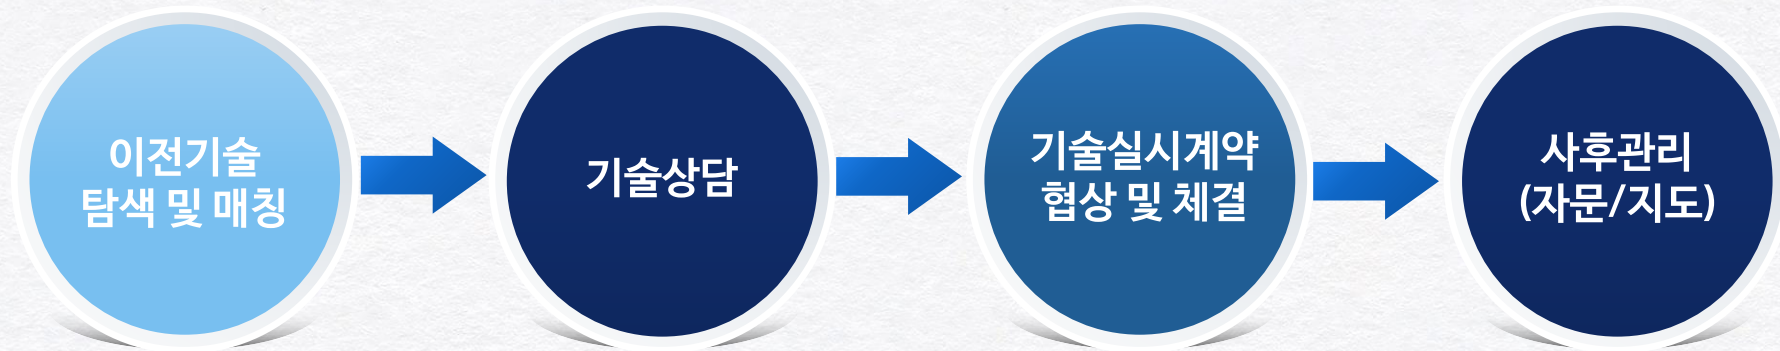 이전기술
탐색 및 매칭
기술상담
기술실시계약
협상 및 체결
사후관리
(자문/지도)